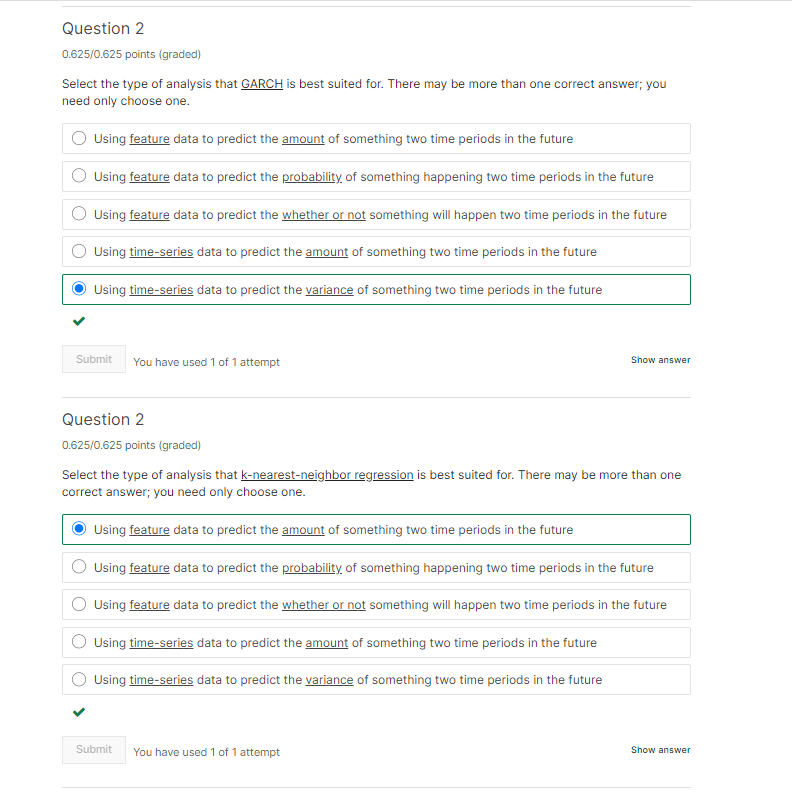 Question 2
0.625/0.625 points (graded)
Select the type of analysis that GARCH is best suited for. There may be more than one correct answer; you
need only choose one.
Using feature data to predict the amount of something two time periods in the future
Using feature data to predict the probability of something happening two time periods in the future
Using feature data to predict the whether or not something will happen two time periods in the future
Using time-series data to predict the amount of something two time periods in the future
Using time-series data to predict the variance of something two time periods in the future
Submit You have used 1 of 1 attempt Show answer
Question 2
0.625/0.625 points (graded)
Select the type of analysis that k-nearest-neighbor regression is best suited for. There may be more than one
correct answer; you need only choose one.
Using feature data to predict the amount of something two time periods in the future
Using feature data to predict the probability of something happening two time periods in the future
Using feature data to predict the whether or not something will happen two time periods in the future
Using time-series data to predict the amount of something two time periods in the future
Using time-series data to predict the variance of something two time periods in the future
Submit You have used 1 of 1 attempt Show answer